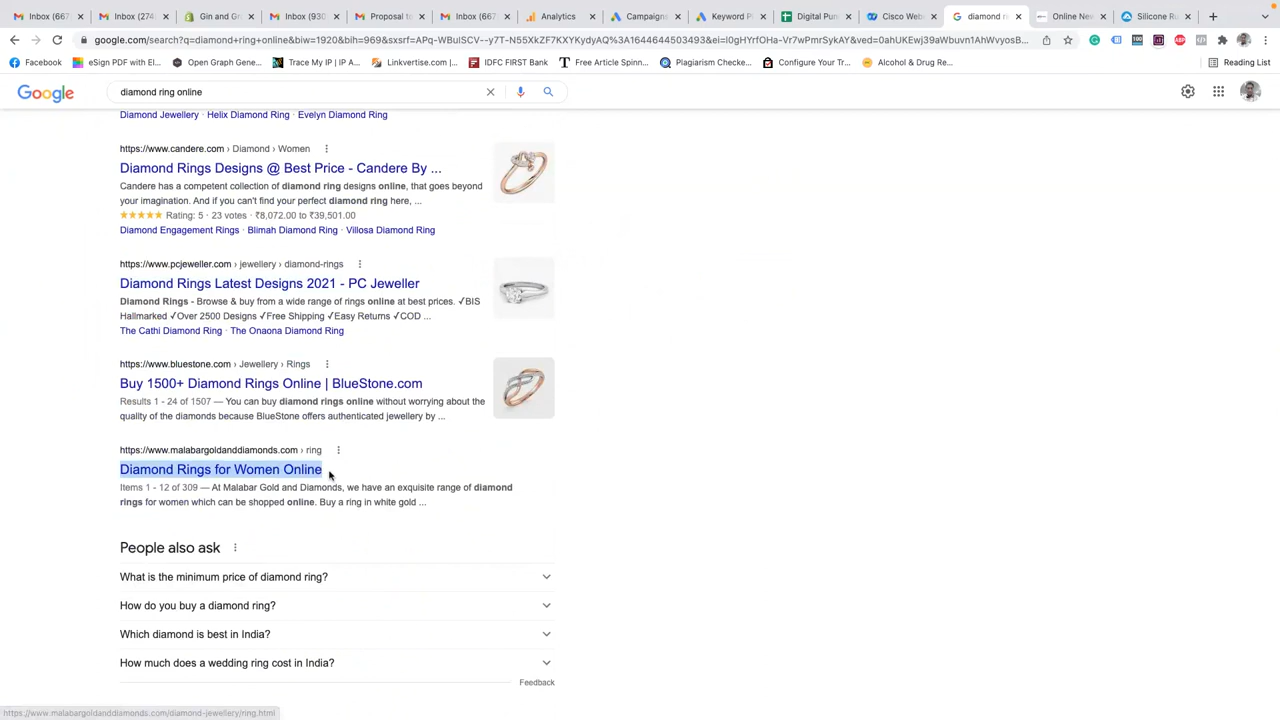 Inbox (667
Inbox (274
Gin and Gr
Inbox (930
Proposal to
Inbox (667
Analytics
Campaigns
Keyword P
Digital Pun
Cisco Web
diamond r
Online New
Silicone Ru
google.com/search?q=diamond+ring+online&biw=1920&bih=969&sxsrf=APq-WBulSCV--y7T-N55XkZF7KXYKydyAQ%3A1644644503493&ei=l0gHYrfOHa-Vr7wPmrSykAY&ved=0ahUKEwj39aWbuvn1AhWvyosB...
Facebook
eSign PDF with El...
Open Graph Gene...
Trace My IP | IP A...
Linkvertise.com |...
IDFC FIRST Bank
Free Article Spinn...
Plagiarism Checke...
Configure Your Tr...
Alcohol & Drug Re...
Reading List
Google
diamond ring online
Diamond Jewellery · Helix Diamond Ring · Evelyn Diamond Ring
https://www.candere.com › Diamond › Women
Diamond Rings Designs @ Best Price - Candere By ...
Candere has a competent collection of diamond ring designs online, that goes beyond
your imagination. And if you can't find your perfect diamond ring here, ...
Rating: 5 · 23 votes · ₹8,072.00 to ₹39,501.00
Diamond Engagement Rings · Blimah Diamond Ring · Villosa Diamond Ring
https://www.pcjeweller.com › jewellery › diamond-rings
Diamond Rings Latest Designs 2021 - PC Jeweller
Diamond Rings - Browse & buy from a wide range of rings online at best prices. ✓BIS
Hallmarked ✓Over 2500 Designs ✓Free Shipping ✓Easy Returns ✓COD ...
The Cathi Diamond Ring · The Onaona Diamond Ring
https://www.bluestone.com › Jewellery › Rings
Buy 1500+ Diamond Rings Online | BlueStone.com
Results 1 - 24 of 1507 — You can buy diamond rings online without worrying about the
quality of the diamonds because BlueStone offers authenticated jewellery by ...
https://www.malabargoldanddiamonds.com › ring
Diamond Rings for Women Online
Items 1 - 12 of 309 — At Malabar Gold and Diamonds, we have an exquisite range of diamond
rings for women which can be shopped online. Buy a ring in white gold ...
People also ask
What is the minimum price of diamond ring?
How do you buy a diamond ring?
Which diamond is best in India?
How much does a wedding ring cost in India?
Feedback
https://www.malabargoldanddiamonds.com/diamond-jewellery/ring.html